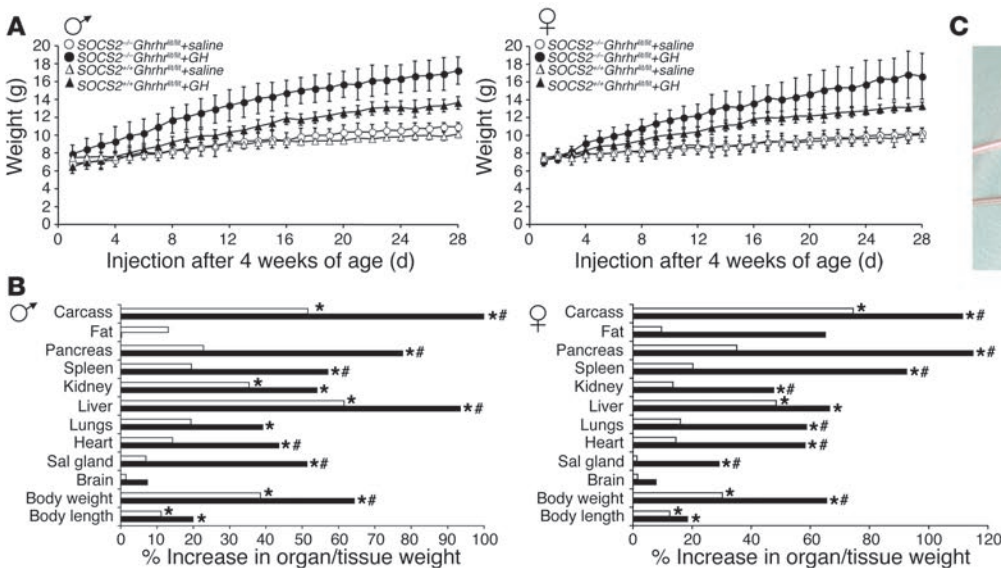 A
♂
SOCS2⁻/⁻Ghrhrˡⁱᵗ/ˡⁱᵗ+saline
SOCS2⁻/⁻Ghrhrˡⁱᵗ/ˡⁱᵗ+GH
SOCS2⁺/⁺Ghrhrˡⁱᵗ/ˡⁱᵗ+saline
SOCS2⁺/⁺Ghrhrˡⁱᵗ/ˡⁱᵗ+GH
Weight (g)
20
18
16
14
12
10
8
6
4
2
0
0 4 8 12 16 20 24 28
Injection after 4 weeks of age (d)
♀
SOCS2⁻/⁻Ghrhrˡⁱᵗ/ˡⁱᵗ+saline
SOCS2⁻/⁻Ghrhrˡⁱᵗ/ˡⁱᵗ+GH
SOCS2⁺/⁺Ghrhrˡⁱᵗ/ˡⁱᵗ+saline
SOCS2⁺/⁺Ghrhrˡⁱᵗ/ˡⁱᵗ+GH
Weight (g)
20
18
16
14
12
10
8
6
4
2
0
0 4 8 12 16 20 24 28
Injection after 4 weeks of age (d)
C
B
♂
Carcass * *#
Fat
Pancreas *#
Spleen *#
Kidney * *
Liver * *#
Lungs *
Heart *#
Sal gland *#
Brain
Body weight * *#
Body length * *
0 10 20 30 40 50 60 70 80 90 100
% Increase in organ/tissue weight
♀
Carcass * *#
Fat
Pancreas *#
Spleen *#
Kidney *#
Liver * *
Lungs *#
Heart *#
Sal gland *#
Brain
Body weight * *#
Body length * *
0 20 40 60 80 100 120
% Increase in organ/tissue weight